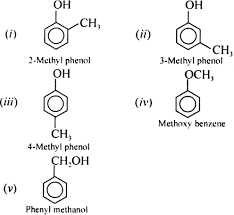 OH OH
(i) CH₃ (ii)
CH₃
2-Methyl phenol 3-Methyl phenol
OH OCH₃
(iii) (iv)
CH₃ Methoxy benzene
4-Methyl phenol
CH₂OH
(v)
Phenyl methanol